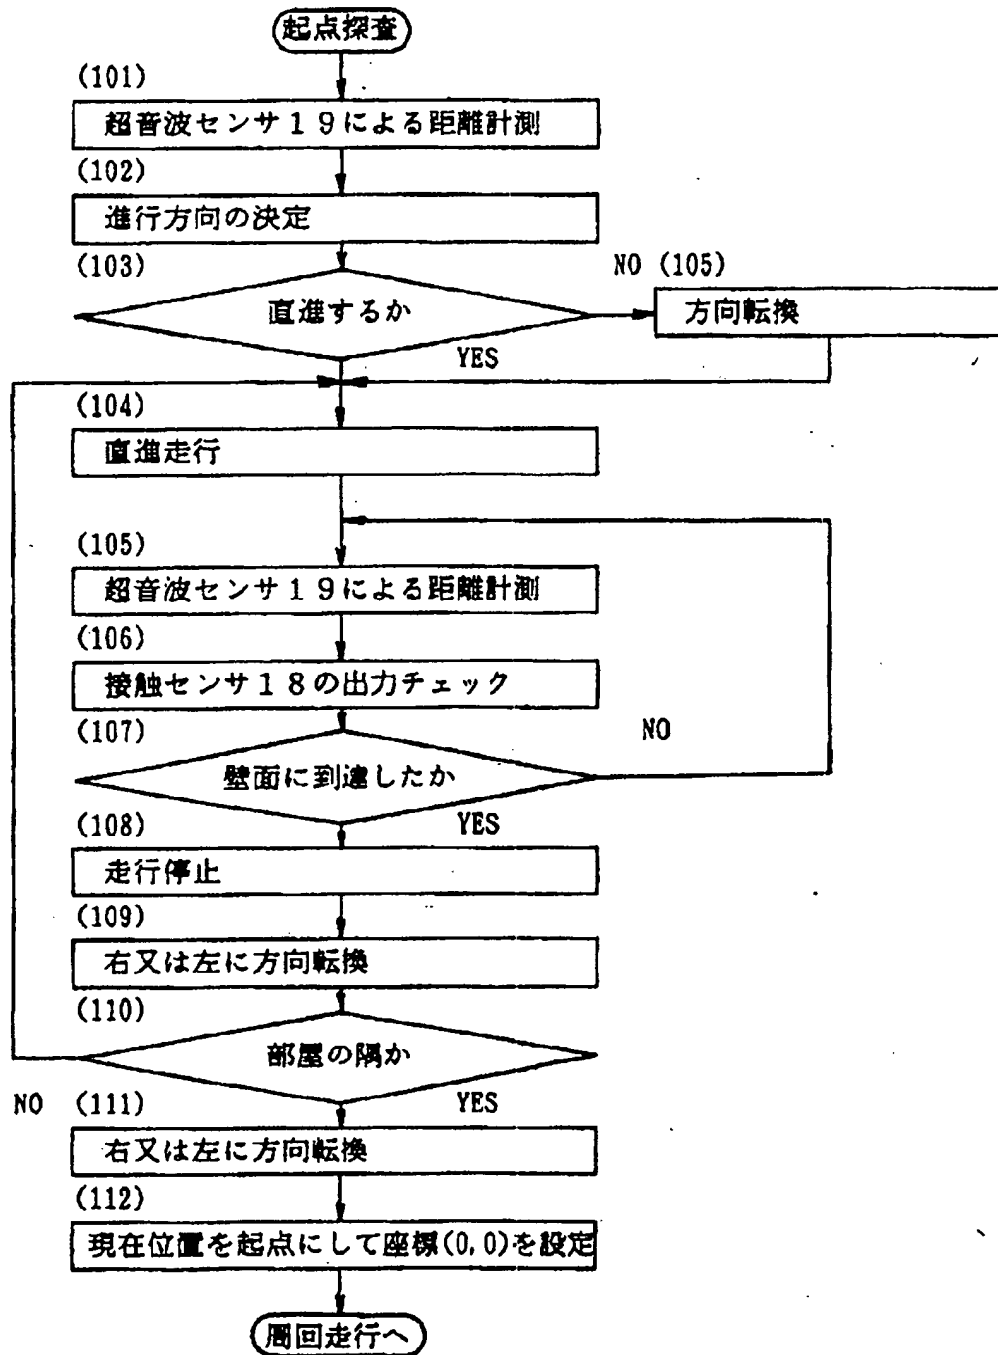 起点探査
(101)
超音波センサ19による距離計測
(102)
進行方向の決定
(103)
直進するか
NO (105)
方向転換
YES
(104)
直進走行
(105)
超音波センサ19による距離計測
(106)
接触センサ18の出力チェック
(107)
NO
壁面に到達したか
(108)
YES
走行停止
(109)
右又は左に方向転換
(110)
部屋の隅か
NO
(111)
YES
右又は左に方向転換
(112)
現在位置を起点にして座標(0,0)を設定
周回走行へ